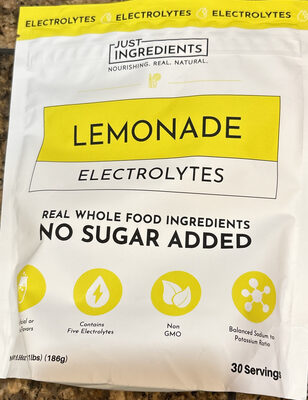 ELECTROLYTES ELECTROLYTES ELECTROLYTES
JUST
INGREDIENTS
NOURISHING. REAL. NATURAL.
LEMONADE
ELECTROLYTES
REAL WHOLE FOOD INGREDIENTS
NO SUGAR ADDED
Contains
Five Electrolytes
Non
GMO
Balanced Sodium to
Potassium Ratio
(186g)
30 Servings